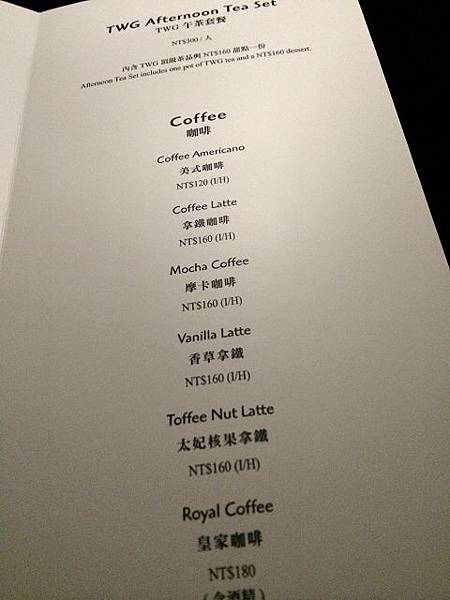 TWG Afternoon Tea Set
TWG 午茶套餐
NT$300 / 人
內含 TWG 頂級茶品與 NT$160 甜點一份
Afternoon Tea Set includes one pot of TWG tea and a NT$160 dessert.
Coffee
咖啡
Coffee Americano
美式咖啡
NT$120 (I/H)
Coffee Latte
拿鐵咖啡
NT$160 (I/H)
Mocha Coffee
摩卡咖啡
NT$160 (I/H)
Vanilla Latte
香草拿鐵
NT$160 (I/H)
Toffee Nut Latte
太妃核果拿鐵
NT$160 (I/H)
Royal Coffee
皇家咖啡
NT$180
(含酒精)